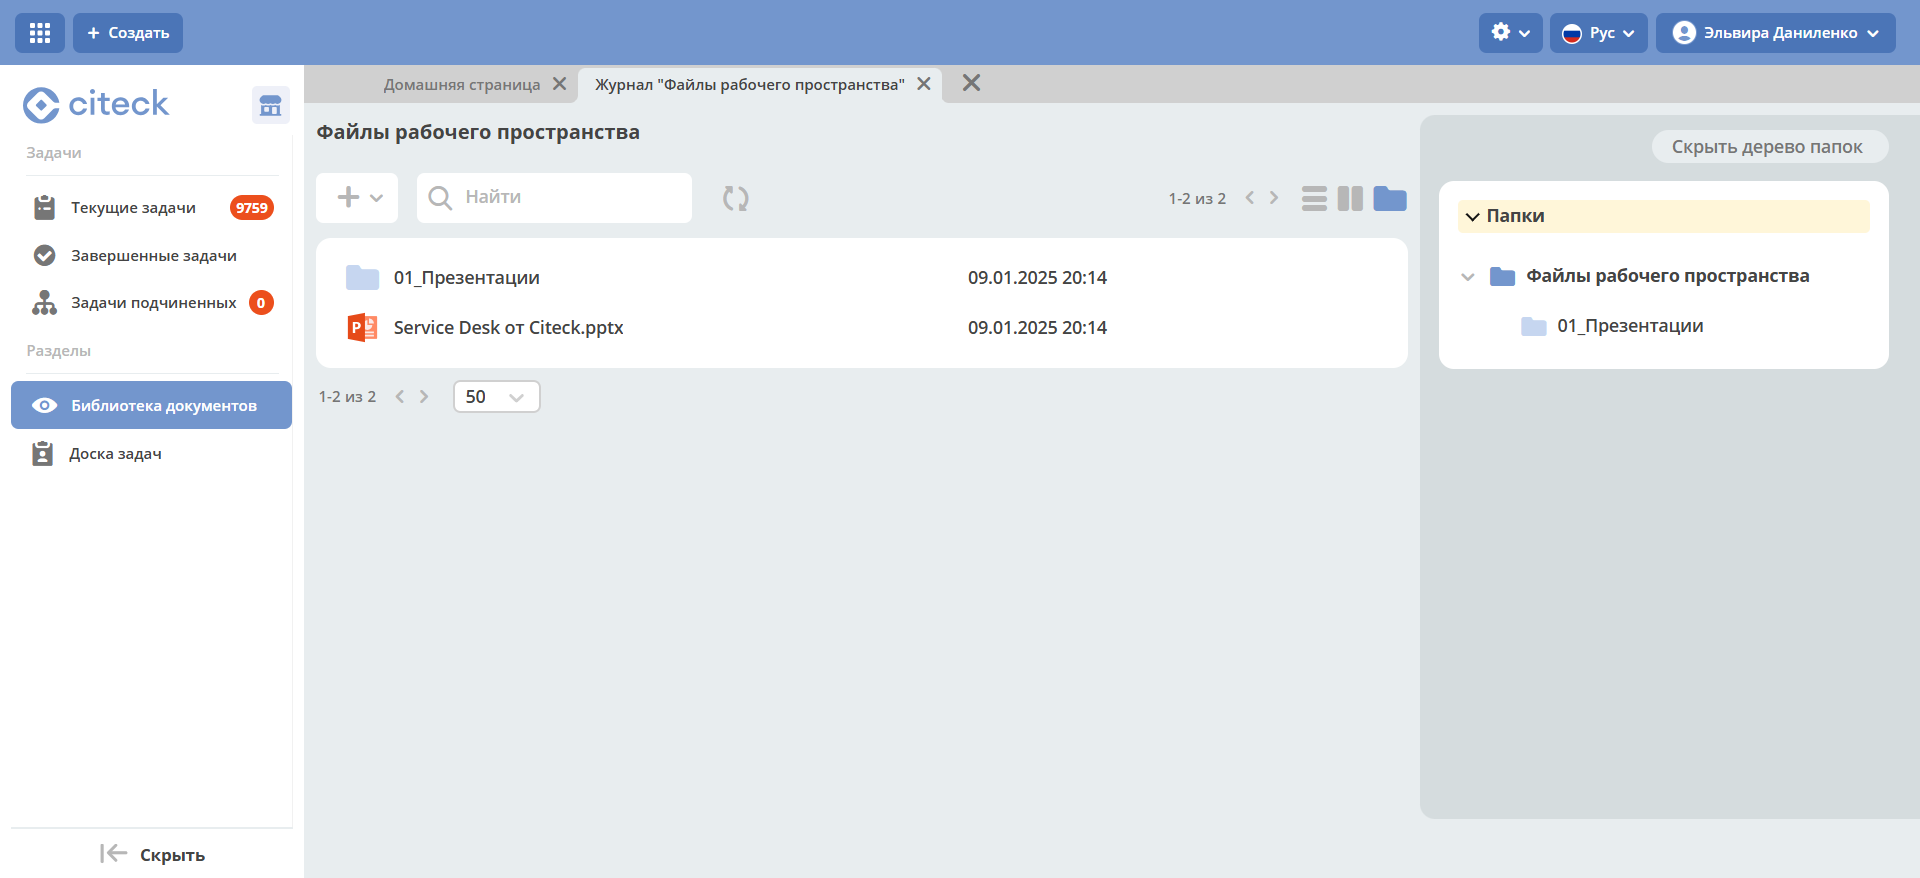 + Создать
Рус
Эльвира Даниленко
citeck
Задачи
Текущие задачи 9759
Завершенные задачи
Задачи подчиненных 0
Разделы
Библиотека документов
Доска задач
Скрыть
Домашняя страница
Журнал "Файлы рабочего пространства"
Файлы рабочего пространства
Найти
1-2 из 2
01_Презентации 09.01.2025 20:14
P
Service Desk от Citeck.pptx 09.01.2025 20:14
1-2 из 2
50
Скрыть дерево папок
Папки
Файлы рабочего пространства
01_Презентации